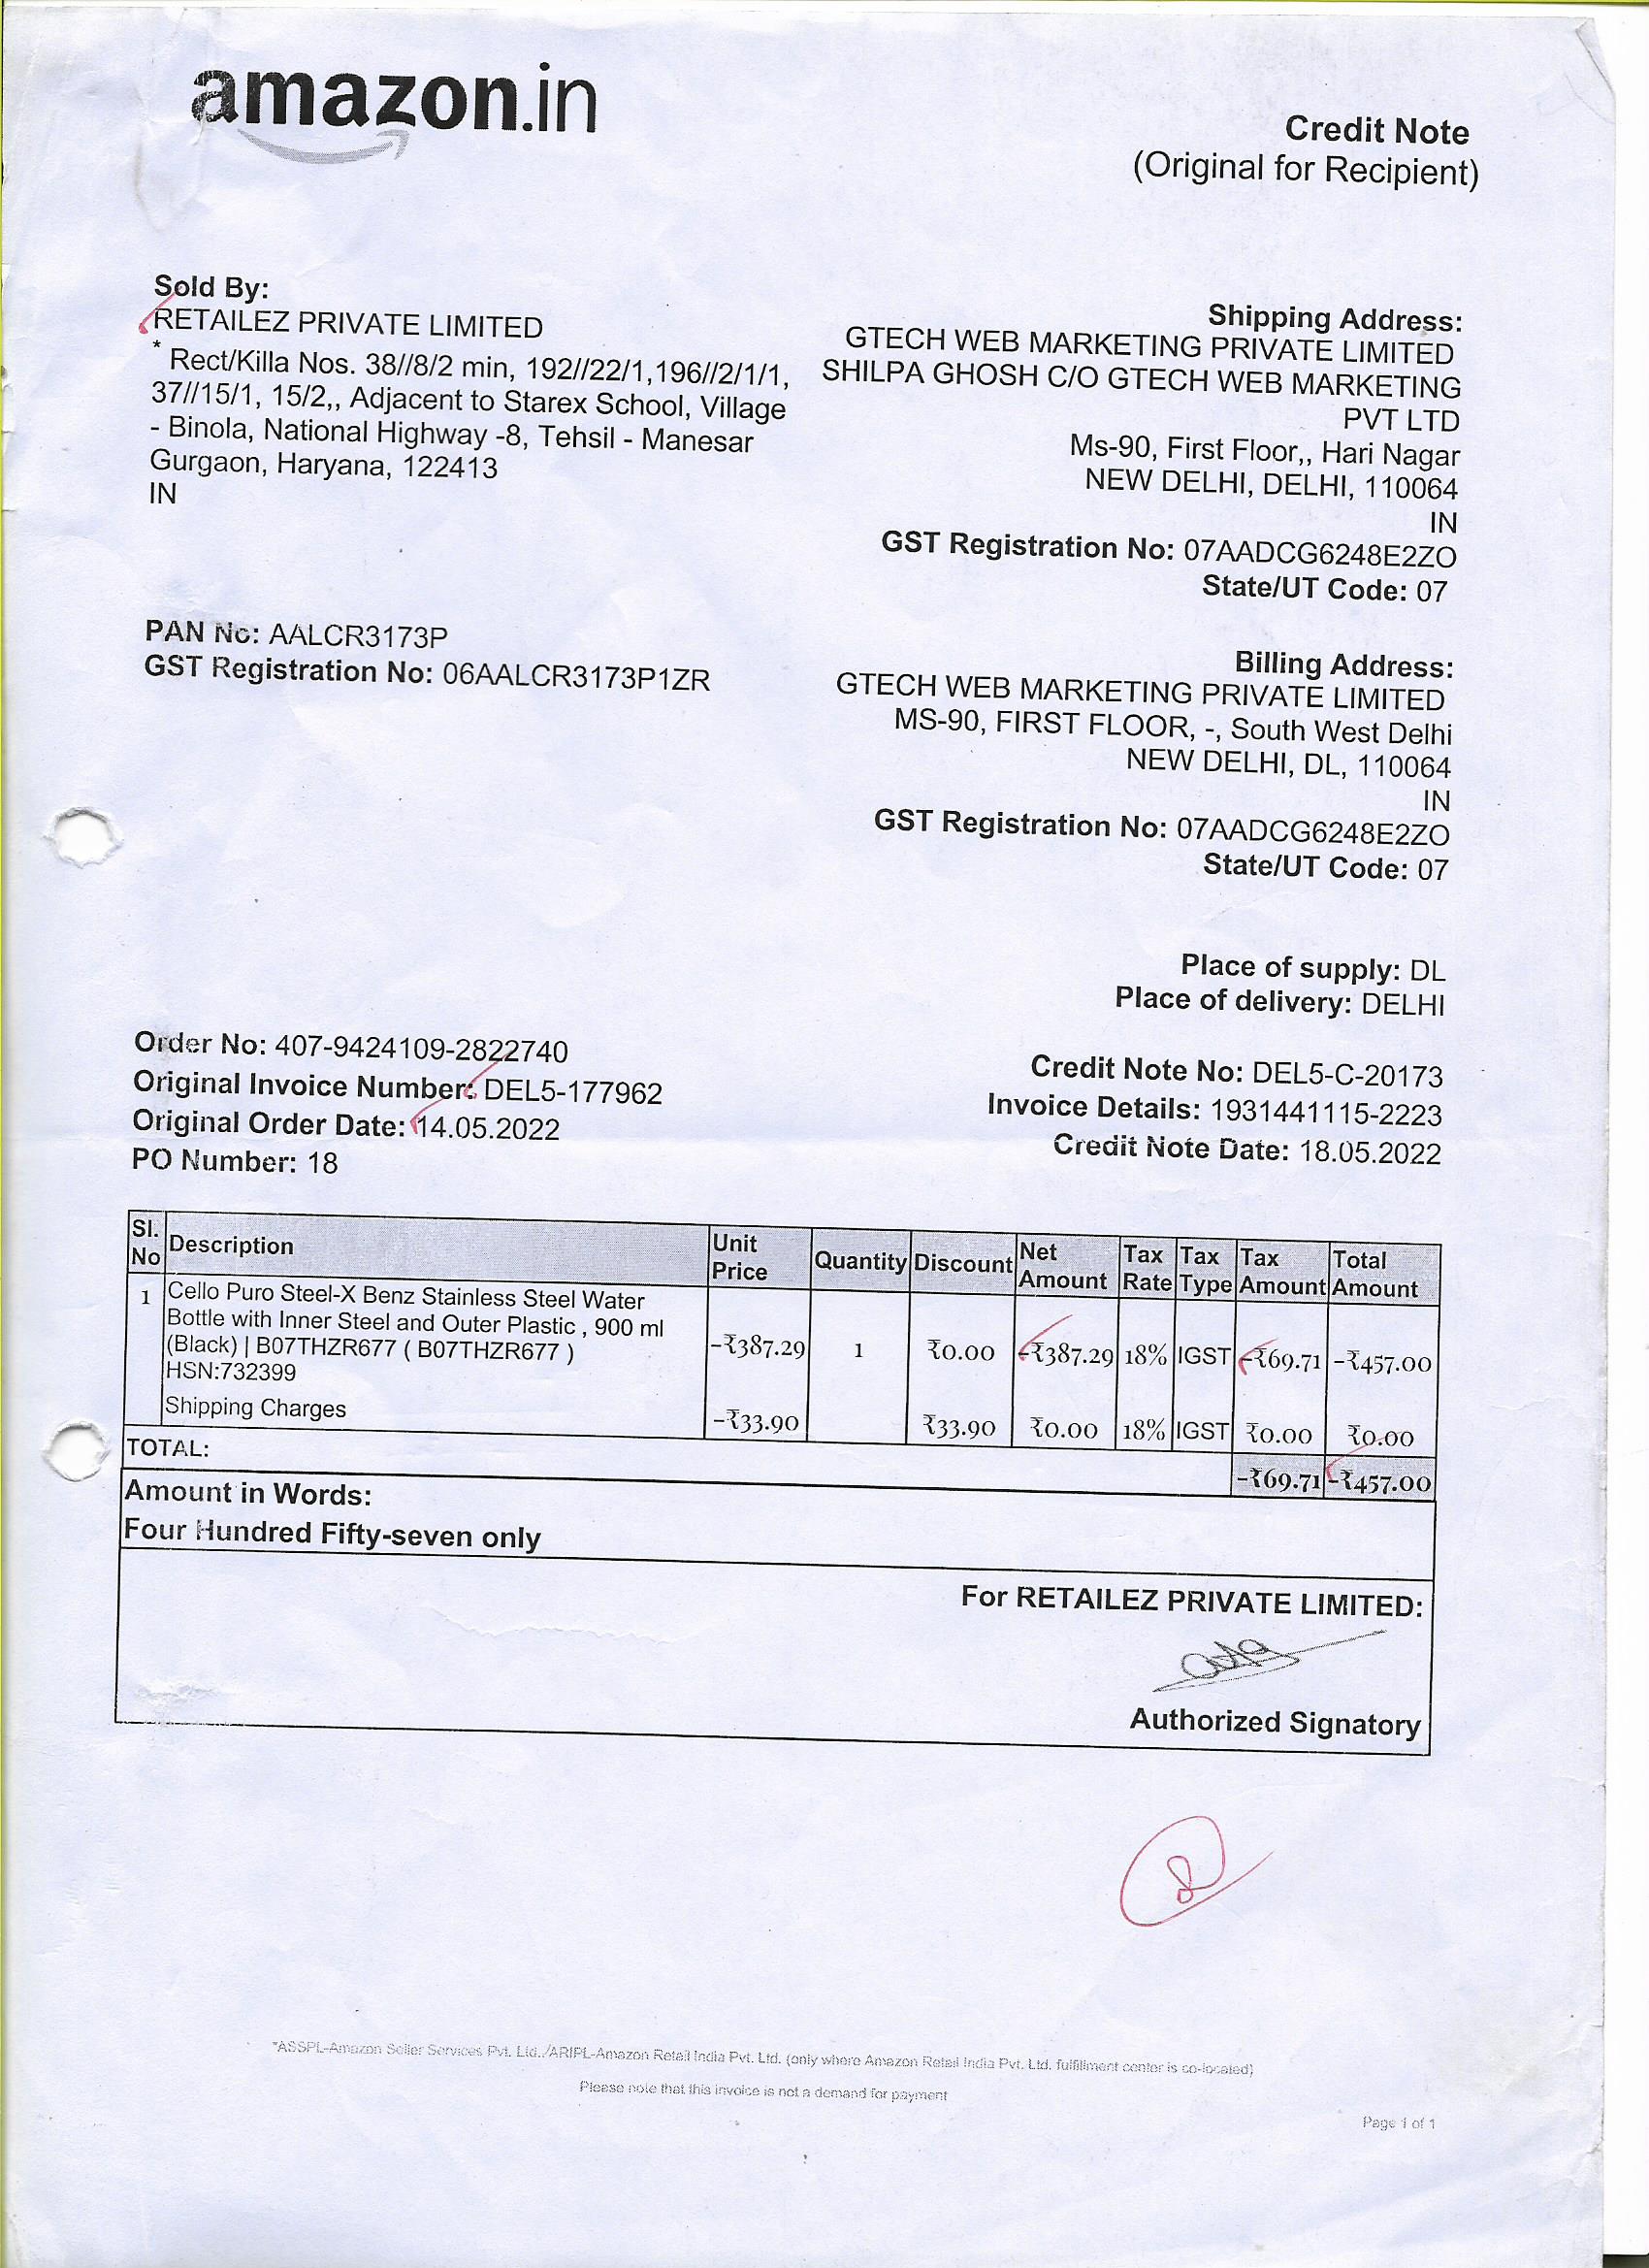 amazon.in
Credit Note
(Original for Recipient)
Sold By:
RETAILEZ PRIVATE LIMITED
* Rect/Killa Nos. 38//8/2 min, 192//22/1,196//2/1/1,
37//15/1, 15/2,, Adjacent to Starex School, Village
- Binola, National Highway -8, Tehsil - Manesar
Gurgaon, Haryana, 122413
IN
PAN No: AALCR3173P
GST Registration No: 06AALCR3173P1ZR
Shipping Address:
GTECH WEB MARKETING PRIVATE LIMITED
SHILPA GHOSH C/O GTECH WEB MARKETING
PVT LTD
Ms-90, First Floor,, Hari Nagar
NEW DELHI, DELHI, 110064
IN
GST Registration No: 07AADCG6248E2ZO
State/UT Code: 07
Billing Address:
GTECH WEB MARKETING PRIVATE LIMITED
MS-90, FIRST FLOOR, -, South West Delhi
NEW DELHI, DL, 110064
IN
GST Registration No: 07AADCG6248E2ZO
State/UT Code: 07
Place of supply: DL
Place of delivery: DELHI
Order No: 407-9424109-2822740
Original Invoice Number: DEL5-177962
Original Order Date: 14.05.2022
PO Number: 18
Credit Note No: DEL5-C-20173
Invoice Details: 1931441115-2223
Credit Note Date: 18.05.2022
Sl. No Description Unit Price Quantity Discount Net Amount Tax Rate Tax Type Tax Amount Total Amount
1 Cello Puro Steel-X Benz Stainless Steel Water
Bottle with Inner Steel and Outer Plastic , 900 ml
(Black) | B07THZR677 ( B07THZR677 ) -₹387.29 1 ₹0.00 -₹387.29 18% IGST -₹69.71 -₹457.00
HSN:732399
Shipping Charges -₹33.90 ₹33.90 ₹0.00 18% IGST ₹0.00 ₹0.00
TOTAL: -₹69.71 -₹457.00
Amount in Words:
Four Hundred Fifty-seven only
For RETAILEZ PRIVATE LIMITED:
Authorized Signatory
*ASSPL-Amazon Seller Services Pvt. Ltd./ARIPL-Amazon Retail India Pvt. Ltd. (only where Amazon Retail India Pvt. Ltd. fulfillment center is co-located)
Please note that this invoice is not a demand for payment
Page 1 of 1